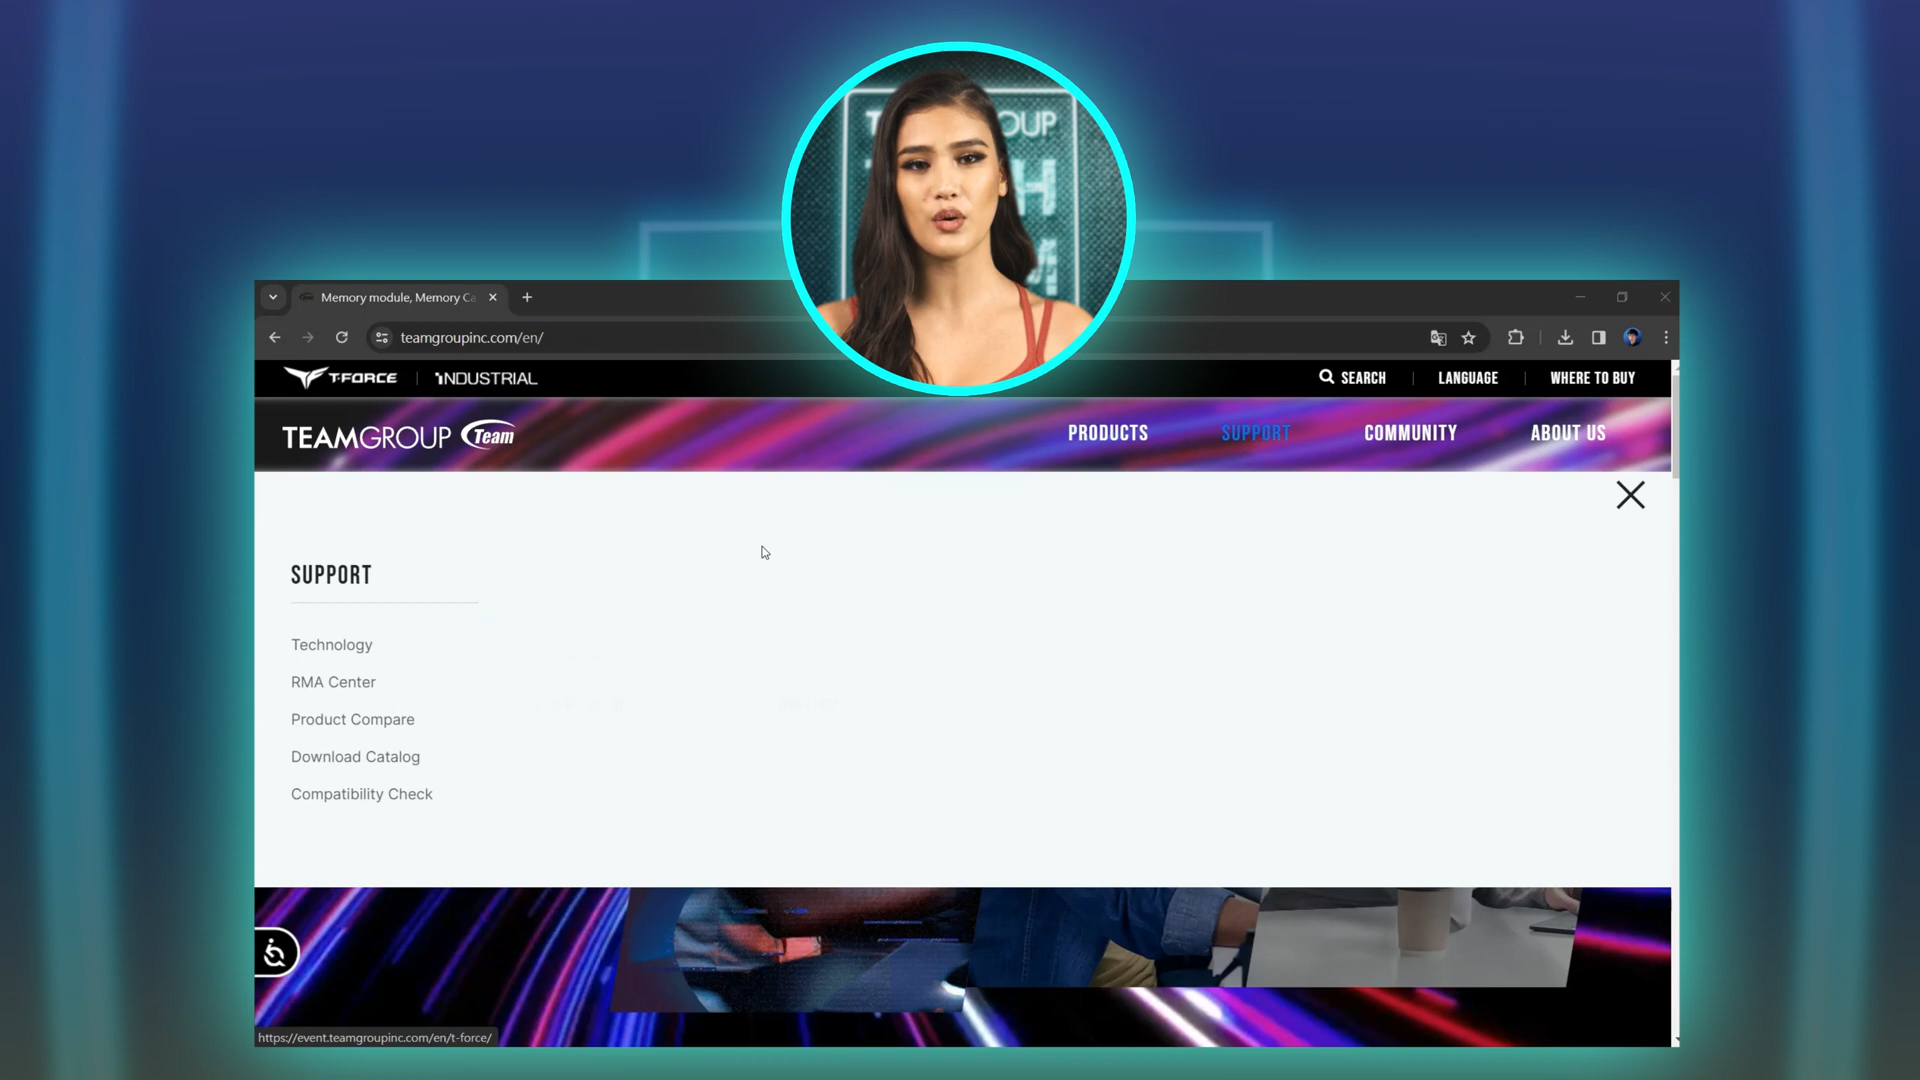 Memory module, Memory Ca
teamgroupinc.com/en/
T-FORCE
INDUSTRIAL
SEARCH
LANGUAGE
WHERE TO BUY
TEAMGROUP Team
PRODUCTS
SUPPORT
COMMUNITY
ABOUT US
SUPPORT
Technology
RMA Center
Product Compare
Download Catalog
Compatibility Check
https://event.teamgroupinc.com/en/t-force/